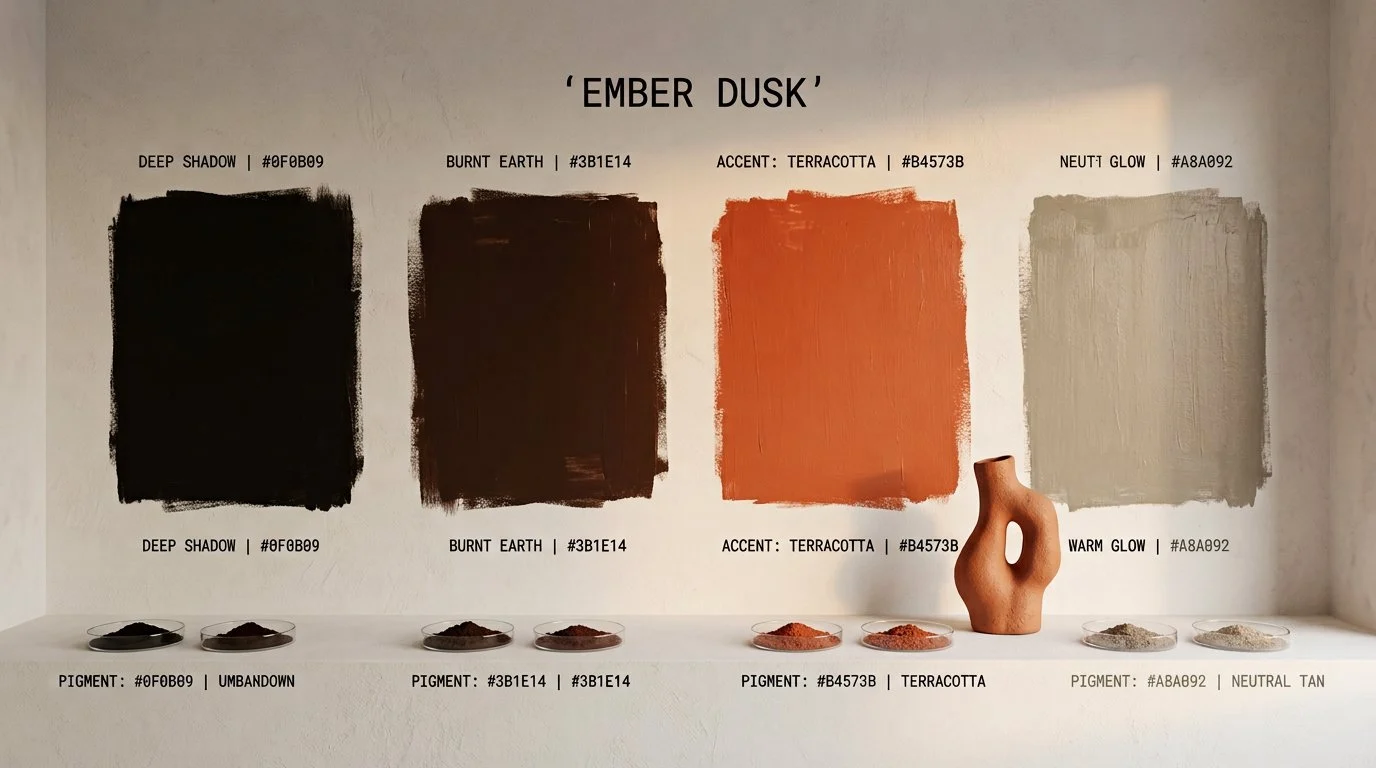 ‘EMBER DUSK’
DEEP SHADOW | #0F0B09
BURNT EARTH | #3B1E14
ACCENT: TERRACOTTA | #B4573B
GLOW | #A8A092
DEEP SHADOW | #0F0B09
BURNT EARTH | #3B1E14
ACCENT: TERRACOTTA | #B4573B
WARM GLOW | #A8A092
PIGMENT: #0F0B09 | UMBANDOWN
PIGMENT: #3B1E14 | #3B1E14
PIGMENT: #B4573B | TERRACOTTA
PIGMENT: #A8A092 | NEUTRAL TAN